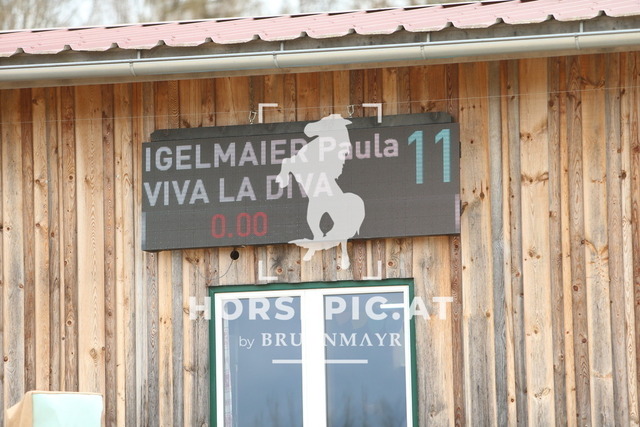 IGELMAIER Paula 11
VIVA LA DIVA
0.00
HORSEPIC.AT
by BRUNNMAYR